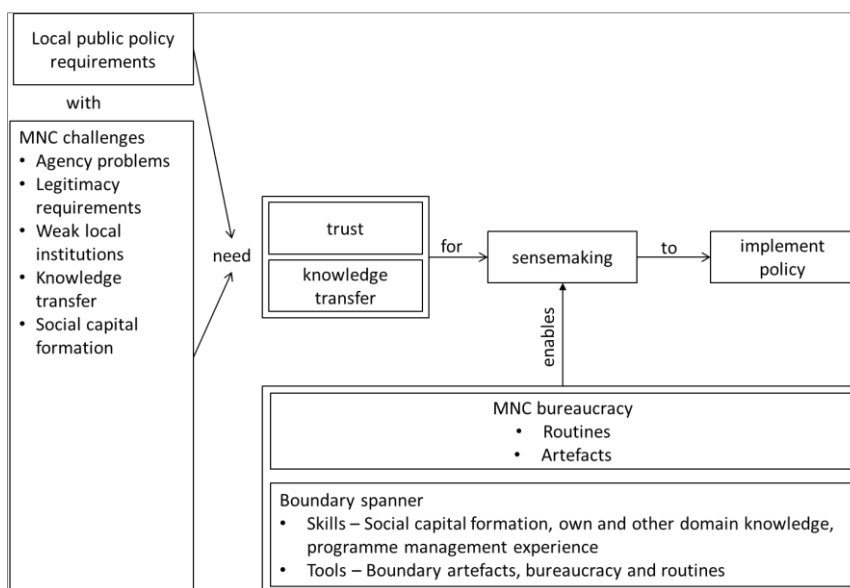 Local public policy
requirements
with
MNC challenges
• Agency problems
• Legitimacy
requirements
• Weak local
institutions
• Knowledge
transfer
• Social capital
formation
need
trust
knowledge
transfer
for
sensemaking
to
implement
policy
enables
MNC bureaucracy
• Routines
• Artefacts
Boundary spanner
• Skills – Social capital formation, own and other domain knowledge,
programme management experience
• Tools – Boundary artefacts, bureaucracy and routines